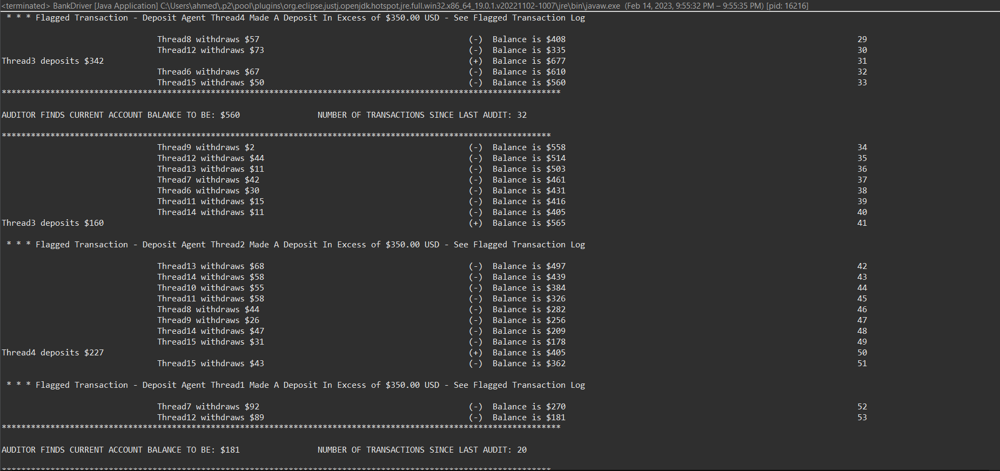 <terminated> BankDriver [Java Application] C:\Users\ahmed\.p2\pool\plugins\org.eclipse.justj.openjdk.hotspot.jre.full.win32.x86_64_19.0.1.v20221102-1007\jre\bin\javaw.exe (Feb 14, 2023, 9:55:32 PM – 9:55:35 PM) [pid: 16216]
* * * Flagged Transaction - Deposit Agent Thread4 Made A Deposit In Excess of $350.00 USD - See Flagged Transaction Log
Thread8 withdraws $57 (-) Balance is $408 29
Thread12 withdraws $73 (-) Balance is $335 30
Thread3 deposits $342 (+) Balance is $677 31
Thread6 withdraws $67 (-) Balance is $610 32
Thread15 withdraws $50 (-) Balance is $560 33
*******************************************************************************************************************
AUDITOR FINDS CURRENT ACCOUNT BALANCE TO BE: $560 NUMBER OF TRANSACTIONS SINCE LAST AUDIT: 32
*****************************************************************************************************************
Thread9 withdraws $2 (-) Balance is $558 34
Thread12 withdraws $44 (-) Balance is $514 35
Thread13 withdraws $11 (-) Balance is $503 36
Thread7 withdraws $42 (-) Balance is $461 37
Thread6 withdraws $30 (-) Balance is $431 38
Thread11 withdraws $15 (-) Balance is $416 39
Thread14 withdraws $11 (-) Balance is $405 40
Thread3 deposits $160 (+) Balance is $565 41
* * * Flagged Transaction - Deposit Agent Thread2 Made A Deposit In Excess of $350.00 USD - See Flagged Transaction Log
Thread13 withdraws $68 (-) Balance is $497 42
Thread14 withdraws $58 (-) Balance is $439 43
Thread10 withdraws $55 (-) Balance is $384 44
Thread11 withdraws $58 (-) Balance is $326 45
Thread8 withdraws $44 (-) Balance is $282 46
Thread9 withdraws $26 (-) Balance is $256 47
Thread14 withdraws $47 (-) Balance is $209 48
Thread15 withdraws $31 (-) Balance is $178 49
Thread4 deposits $227 (+) Balance is $405 50
Thread15 withdraws $43 (-) Balance is $362 51
* * * Flagged Transaction - Deposit Agent Thread1 Made A Deposit In Excess of $350.00 USD - See Flagged Transaction Log
Thread7 withdraws $92 (-) Balance is $270 52
Thread12 withdraws $89 (-) Balance is $181 53
*******************************************************************************************************************
AUDITOR FINDS CURRENT ACCOUNT BALANCE TO BE: $181 NUMBER OF TRANSACTIONS SINCE LAST AUDIT: 20
*****************************************************************************************************************